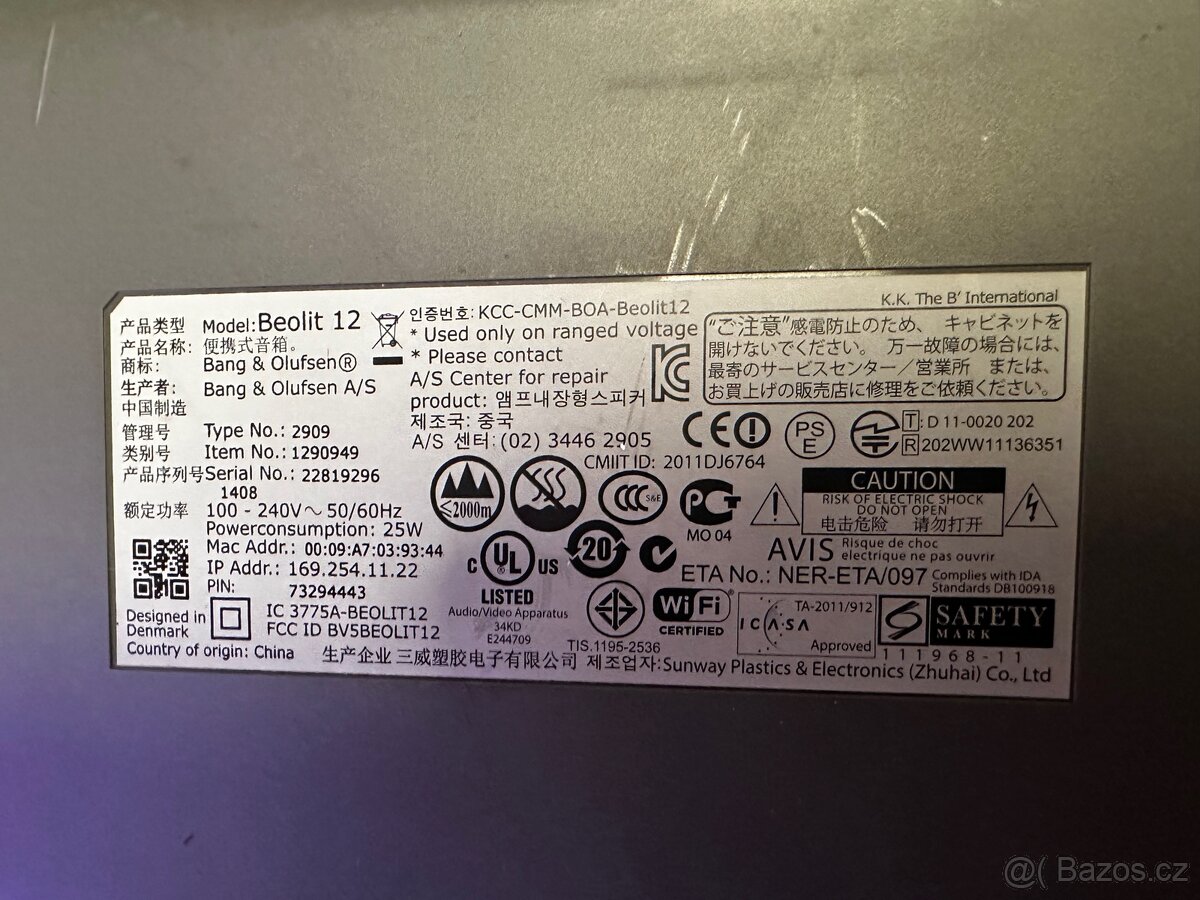 K.K. The B' International
产品类型 Model: Beolit 12
产品名称: 便携式音箱。
商标: Bang & Olufsen®
生产者: Bang & Olufsen A/S
中国制造
管理号 Type No.: 2909
类别号 Item No.: 1290949
产品序列号 Serial No.: 22819296
1408
额定功率 100 - 240V～50/60Hz
Powerconsumption: 25W
Mac Addr.: 00:09:A7:03:93:44
IP Addr.: 169.254.11.22
PIN: 73294443
Designed in
Denmark
IC 3775A-BEOLIT12
FCC ID BV5BEOLIT12
Country of origin: China
인증번호: KCC-CMM-BOA-Beolit12
* Used only on ranged voltage
* Please contact
A/S Center for repair
product: 앰프내장형스피커
제조국: 중국
A/S 센터: (02) 3446 2905
"ご注意"感電防止のため、 キャビネットを
開けないでください。 万一故障の場合には、
最寄のサービスセンター／営業所 または、
お買上げの販売店に修理をご依頼ください。
CE
PS
E
T: D 11-0020 202
R 202WW11136351
CMIIT ID: 2011DJ6764
≤2000m
CCC S&E
PCT
MO 04
CAUTION
RISK OF ELECTRIC SHOCK
DO NOT OPEN
电击危险 请勿打开
AVIS Risque de choc
electrique ne pas ouvrir
C UL US
LISTED
Audio/Video Apparatus
34KD
E244709
20
ETA No.: NER-ETA/097
Complies with IDA
Standards DB100918
TIS.1195-2536
Wi Fi®
CERTIFIED
TA-2011/912
ICASA
Approved
SAFETY
MARK
111968-11
生产企业 三威塑胶电子有限公司 제조업자: Sunway Plastics & Electronics (Zhuhai) Co., Ltd
@( Bazos.cz